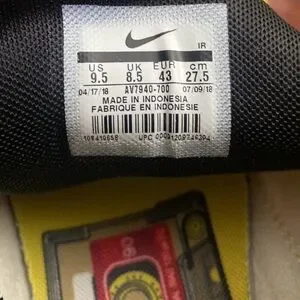 IR
US UK EUR cm
9.5 8.5 43 27.5
04/17/18 AV7940-700 07/09/18
MADE IN INDONESIA
FABRIQUE EN INDONESIE
UPC